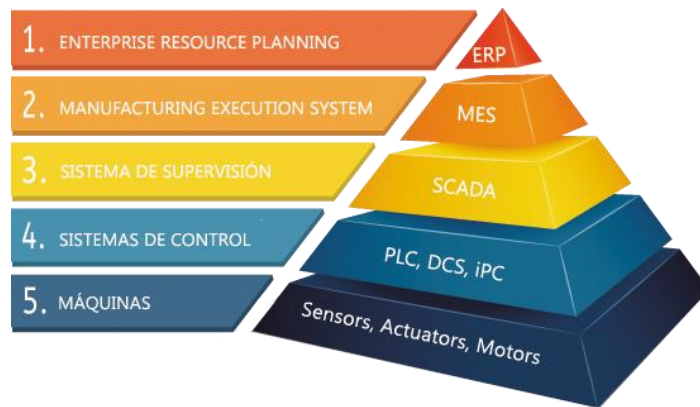 1. ENTERPRISE RESOURCE PLANNING
ERP
2. MANUFACTURING EXECUTION SYSTEM
MES
3. SISTEMA DE SUPERVISIÓN
SCADA
4. SISTEMAS DE CONTROL
PLC, DCS, iPC
5. MÁQUINAS
Sensors, Actuators, Motors